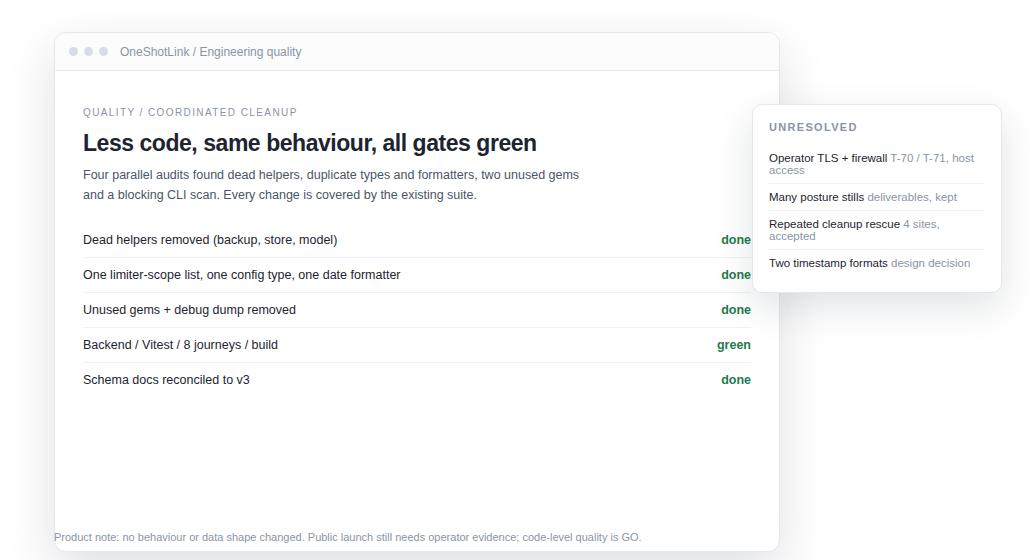 OneShotLink / Engineering quality
QUALITY / COORDINATED CLEANUP
Less code, same behaviour, all gates green
Four parallel audits found dead helpers, duplicate types and formatters, two unused gems
and a blocking CLI scan. Every change is covered by the existing suite.
Dead helpers removed (backup, store, model) done
One limiter-scope list, one config type, one date formatter done
Unused gems + debug dump removed done
Backend / Vitest / 8 journeys / build green
Schema docs reconciled to v3 done
UNRESOLVED
Operator TLS + firewall T-70 / T-71, host
access
Many posture stills deliverables, kept
Repeated cleanup rescue 4 sites,
accepted
Two timestamp formats design decision
Product note: no behaviour or data shape changed. Public launch still needs operator evidence; code-level quality is GO.